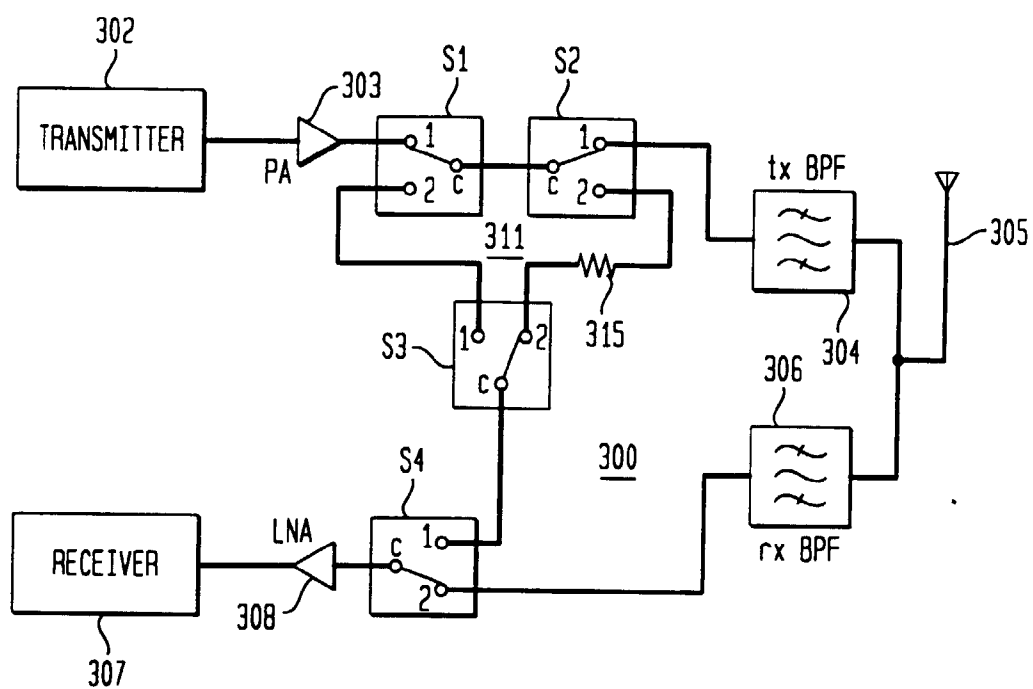 302
TRANSMITTER
303
PA
S1
1
2
C
S2
1
2
C
tx BPF
304
305
311
315
S3
1
2
C
306
rx BPF
300
S4
1
2
C
LNA
308
RECEIVER
307